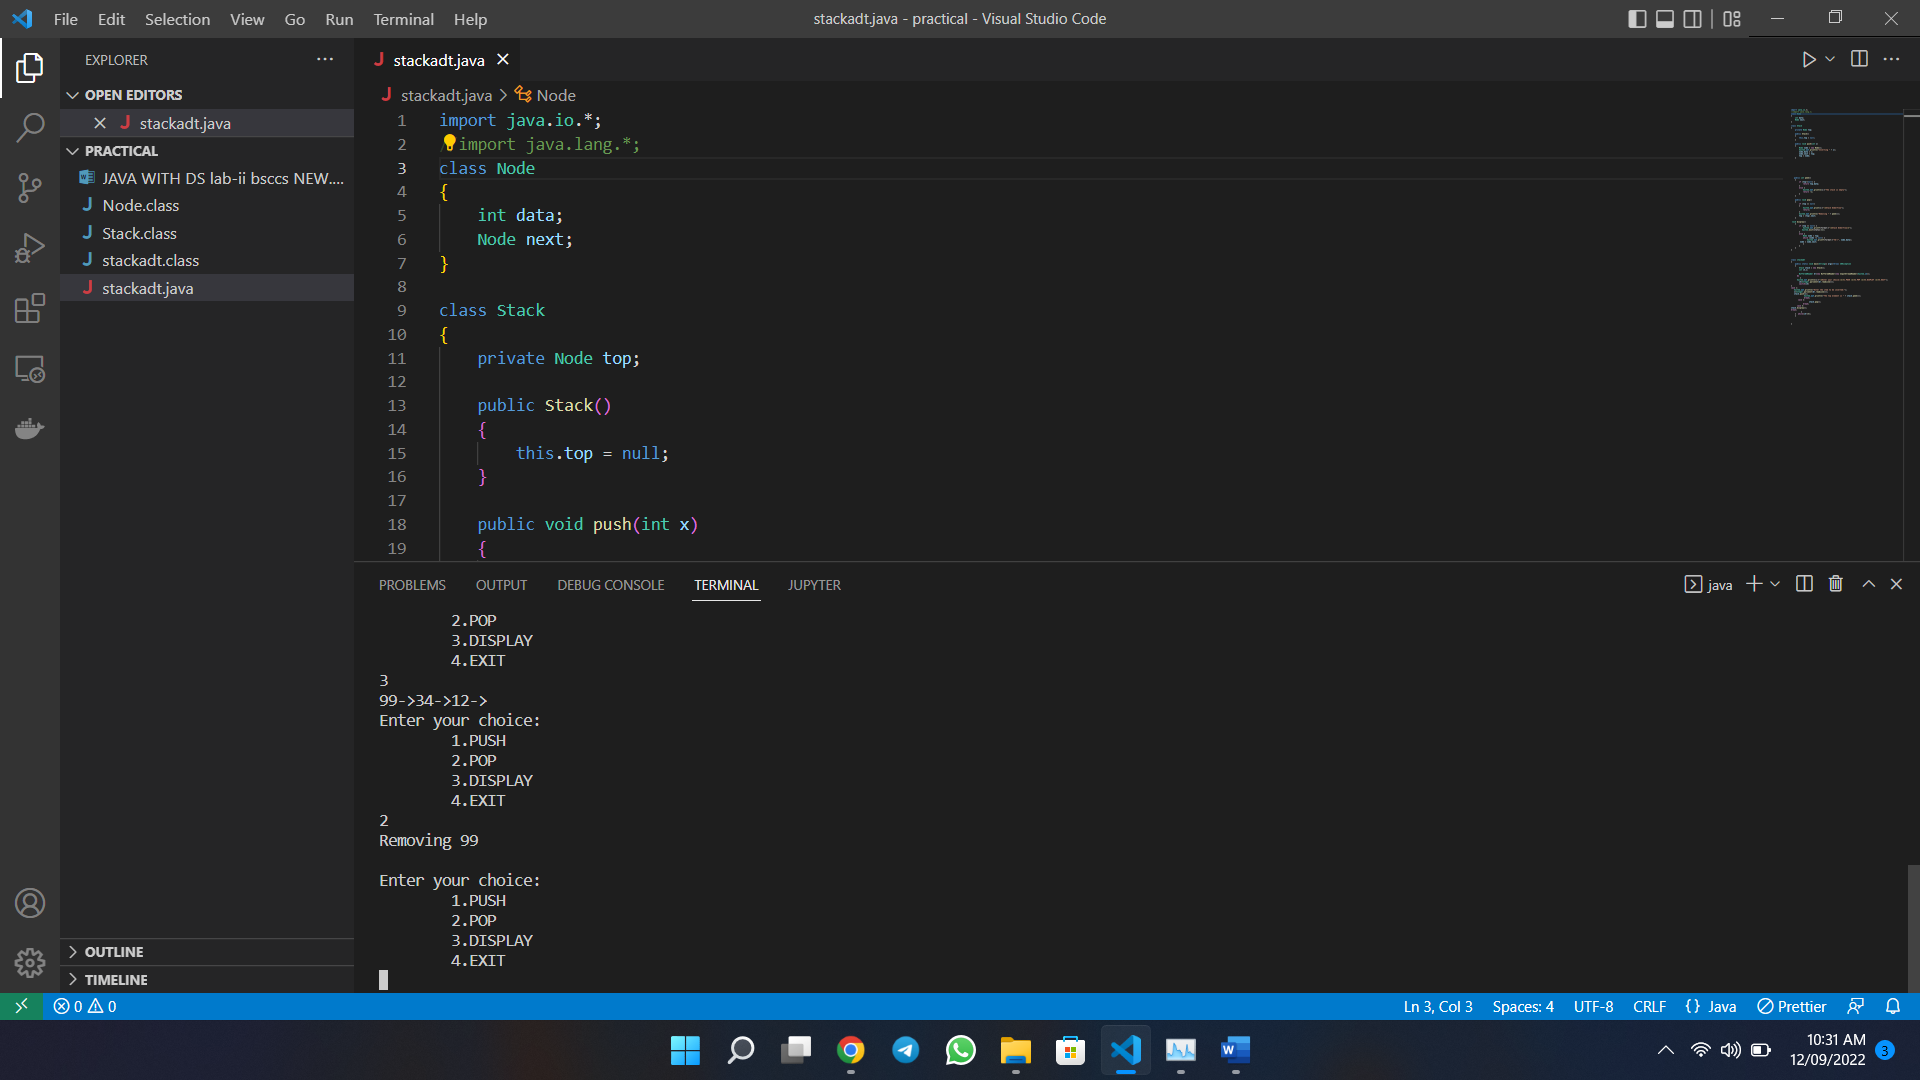 File Edit Selection View Go Run Terminal Help
stackadt.java - practical - Visual Studio Code
EXPLORER
OPEN EDITORS
stackadt.java
PRACTICAL
JAVA WITH DS lab-ii bsccs NEW....
Node.class
Stack.class
stackadt.class
stackadt.java
OUTLINE
TIMELINE
stackadt.java
stackadt.java > Node
1 import java.io.*;
2 /import java.lang.*;
3 class Node
4 {
5 int data;
6 Node next;
7 }
8
9 class Stack
10 {
11 private Node top;
12
13 public Stack()
14 {
15 this.top = null;
16 }
17
18 public void push(int x)
19 {
PROBLEMS OUTPUT DEBUG CONSOLE TERMINAL JUPYTER
java
2.POP
3.DISPLAY
4.EXIT
3
99->34->12->
Enter your choice:
1.PUSH
2.POP
3.DISPLAY
4.EXIT
2
Removing 99
Enter your choice:
1.PUSH
2.POP
3.DISPLAY
4.EXIT
0 0
Ln 3, Col 3 Spaces: 4 UTF-8 CRLF {} Java Prettier
10:31 AM
12/09/2022
3